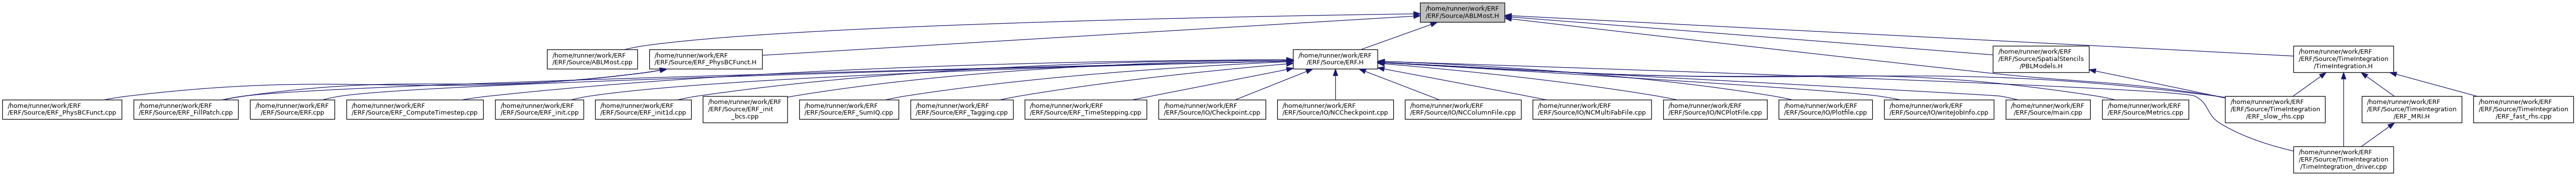 /home/runner/work/ERF
/ERF/Source/ABLMost.H
/home/runner/work/ERF
/ERF/Source/ABLMost.cpp
/home/runner/work/ERF
/ERF/Source/ERF_PhysBCFunct.H
/home/runner/work/ERF
/ERF/Source/ERF.H
/home/runner/work/ERF
/ERF/Source/SpatialStencils
/PBLModels.H
/home/runner/work/ERF
/ERF/Source/TimeIntegration
/TimeIntegration.H
/home/runner/work/ERF
/ERF/Source/ERF_PhysBCFunct.cpp
/home/runner/work/ERF
/ERF/Source/ERF_FillPatch.cpp
/home/runner/work/ERF
/ERF/Source/ERF.cpp
/home/runner/work/ERF
/ERF/Source/ERF_ComputeTimestep.cpp
/home/runner/work/ERF
/ERF/Source/ERF_init.cpp
/home/runner/work/ERF
/ERF/Source/ERF_init1d.cpp
/home/runner/work/ERF
/ERF/Source/ERF_init
_bcs.cpp
/home/runner/work/ERF
/ERF/Source/ERF_SumIQ.cpp
/home/runner/work/ERF
/ERF/Source/ERF_Tagging.cpp
/home/runner/work/ERF
/ERF/Source/ERF_TimeStepping.cpp
/home/runner/work/ERF
/ERF/Source/IO/Checkpoint.cpp
/home/runner/work/ERF
/ERF/Source/IO/NCCheckpoint.cpp
/home/runner/work/ERF
/ERF/Source/IO/NCColumnFile.cpp
/home/runner/work/ERF
/ERF/Source/IO/NCMultiFabFile.cpp
/home/runner/work/ERF
/ERF/Source/IO/NCPlotFile.cpp
/home/runner/work/ERF
/ERF/Source/IO/Plotfile.cpp
/home/runner/work/ERF
/ERF/Source/IO/writeJobInfo.cpp
/home/runner/work/ERF
/ERF/Source/main.cpp
/home/runner/work/ERF
/ERF/Source/Metrics.cpp
/home/runner/work/ERF
/ERF/Source/TimeIntegration
/ERF_slow_rhs.cpp
/home/runner/work/ERF
/ERF/Source/TimeIntegration
/ERF_MRI.H
/home/runner/work/ERF
/ERF/Source/TimeIntegration
/ERF_fast_rhs.cpp
/home/runner/work/ERF
/ERF/Source/TimeIntegration
/TimeIntegration_driver.cpp